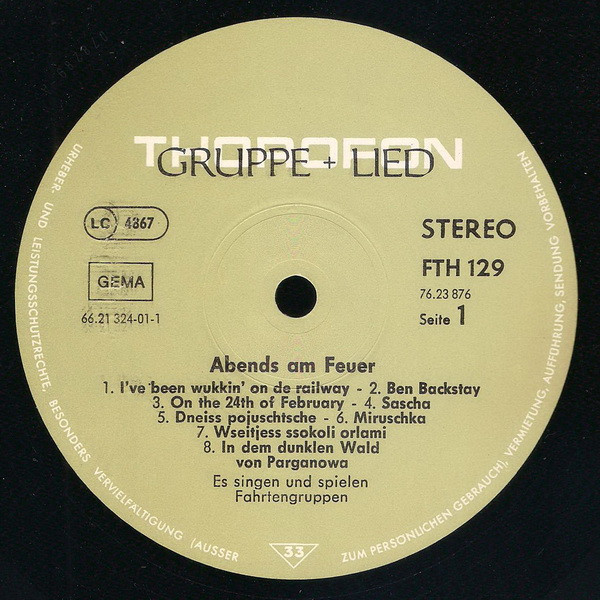 THOROFON
GRUPPE + LIED
LC 4867
STEREO
GEMA
FTH 129
76.23 876
66.21 324-01-1
Seite 1
Abends am Feuer
1. I've been wukkin' on de railway - 2. Ben Backstay
3. On the 24th of February - 4. Sascha
5. Dneiss pojuschtsche - 6. Miruschka
7. Wseitjess ssokoli orlami
8. In dem dunklen Wald
von Parganowa
Es singen und spielen
Fahrtengruppen
33
URHEBER- UND LEISTUNGSSCHUTZRECHTE, BESONDERS VERVIELFALTIGUNG (AUSSER ZUM PERSÖNLICHEN GEBRAUCH), VERMIETUNG, AUFFÜHRUNG, SENDUNG VORBEHALTEN